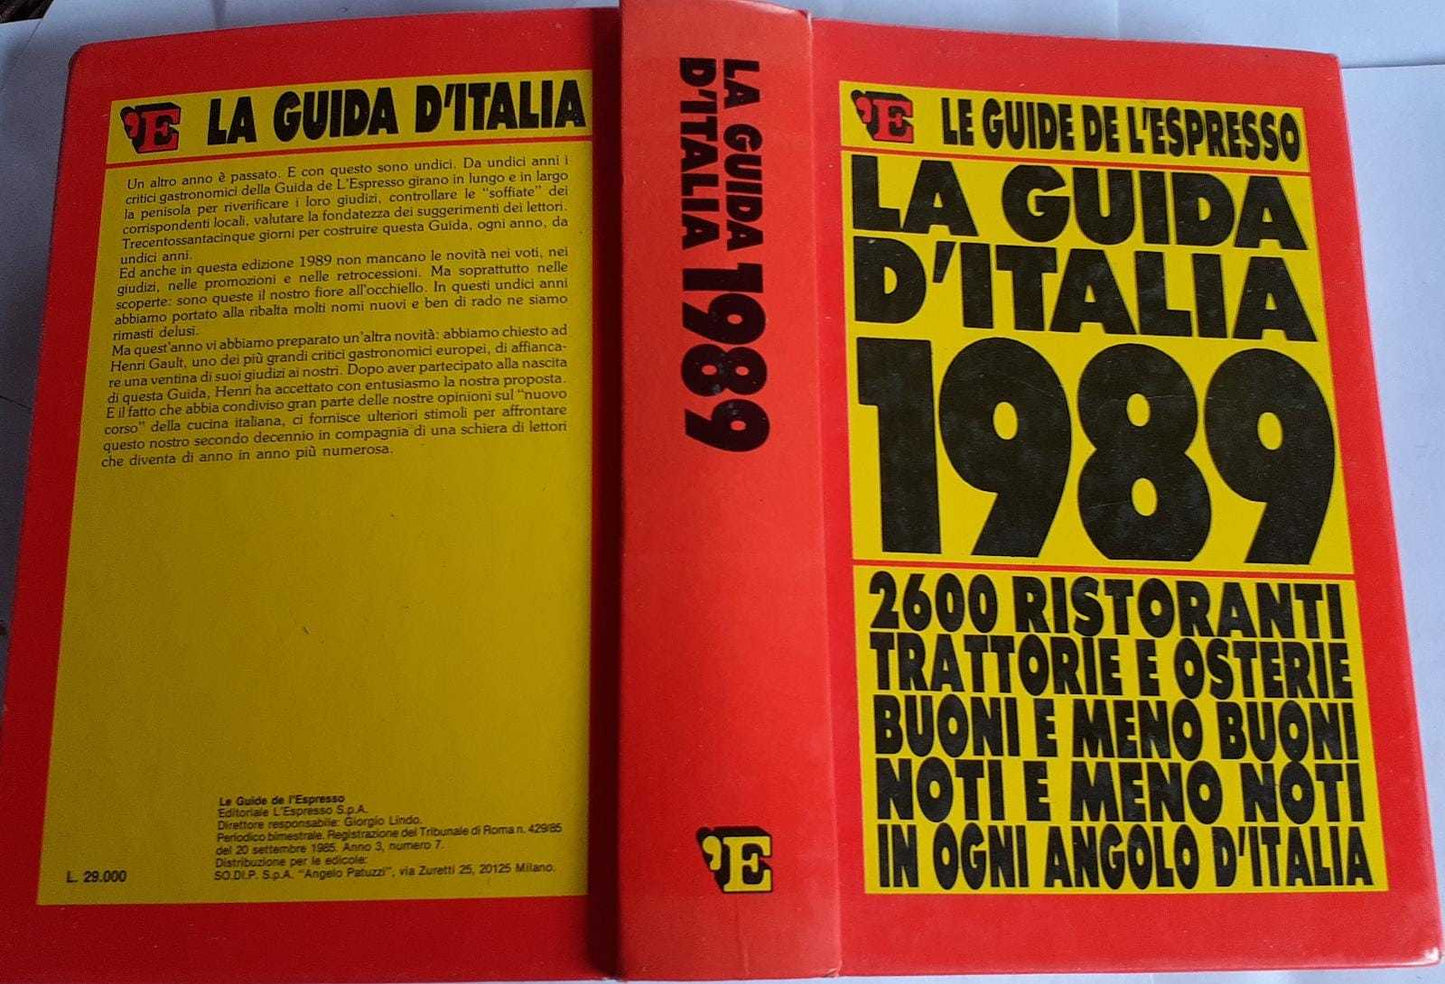 'E LA GUIDA D'ITALIA
Un altro anno è passato. E con questo sono undici. Da undici anni i
critici gastronomici della Guida de L'Espresso girano in lungo e in largo
la penisola per riverificare i loro giudizi, controllare le "soffiate" dei
corrispondenti locali, valutare la fondatezza dei suggerimenti dei lettori.
Trecentossantacinque giorni per costruire questa Guida, ogni anno, da
undici anni.
Ed anche in questa edizione 1989 non mancano le novità nei voti, nei
giudizi, nelle promozioni e nelle retrocessioni. Ma soprattutto nelle
scoperte: sono queste il nostro fiore all'occhiello. In questi undici anni
abbiamo portato alla ribalta molti nomi nuovi e ben di rado ne siamo
rimasti delusi.
Ma quest'anno vi abbiamo preparato un'altra novità: abbiamo chiesto ad
Henri Gault, uno dei più grandi critici gastronomici europei, di affianca-
re una ventina di suoi giudizi ai nostri. Dopo aver partecipato alla nascita
di questa Guida, Henri ha accettato con entusiasmo la nostra proposta.
E il fatto che abbia condiviso gran parte delle nostre opinioni sul "nuovo
corso" della cucina italiana, ci fornisce ulteriori stimoli per affrontare
questo nostro secondo decennio in compagnia di una schiera di lettori
che diventa di anno in anno più numerosa.
Le Guide de l'Espresso
Editoriale L'Espresso S.p.A.
Direttore responsabile: Giorgio Lindo.
Periodico bimestrale. Registrazione del Tribunale di Roma n. 429/85
del 20 settembre 1985. Anno 3, numero 7.
Distribuzione per le edicole:
SO.DI.P. S.p.A. "Angelo Patuzzi", via Zuretti 25, 20125 Milano.
L. 29.000
LA GUIDA
D'ITALIA 1989
'E
'E LE GUIDE DE L'ESPRESSO
LA GUIDA
D'ITALIA
1989
2600 RISTORANTI
TRATTORIE E OSTERIE
BUONI E MENO BUONI
NOTI E MENO NOTI
IN OGNI ANGOLO D'ITALIA